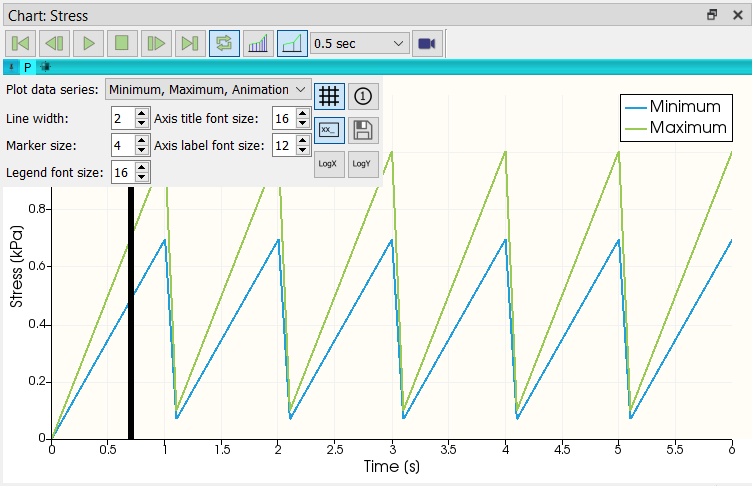 Chart: Stress
0.5 sec
P
Plot data series: Minimum, Maximum, Animation
Line width: 2 Axis title font size: 16
Marker size: 4 Axis label font size: 12
Legend font size: 16
1
xx_
LogX LogY
Minimum
Maximum
Stress (kPa)
0.8
0.6
0.4
0.2
0
0 0.5 1 1.5 2 2.5 3 3.5 4 4.5 5 5.5 6
Time (s)